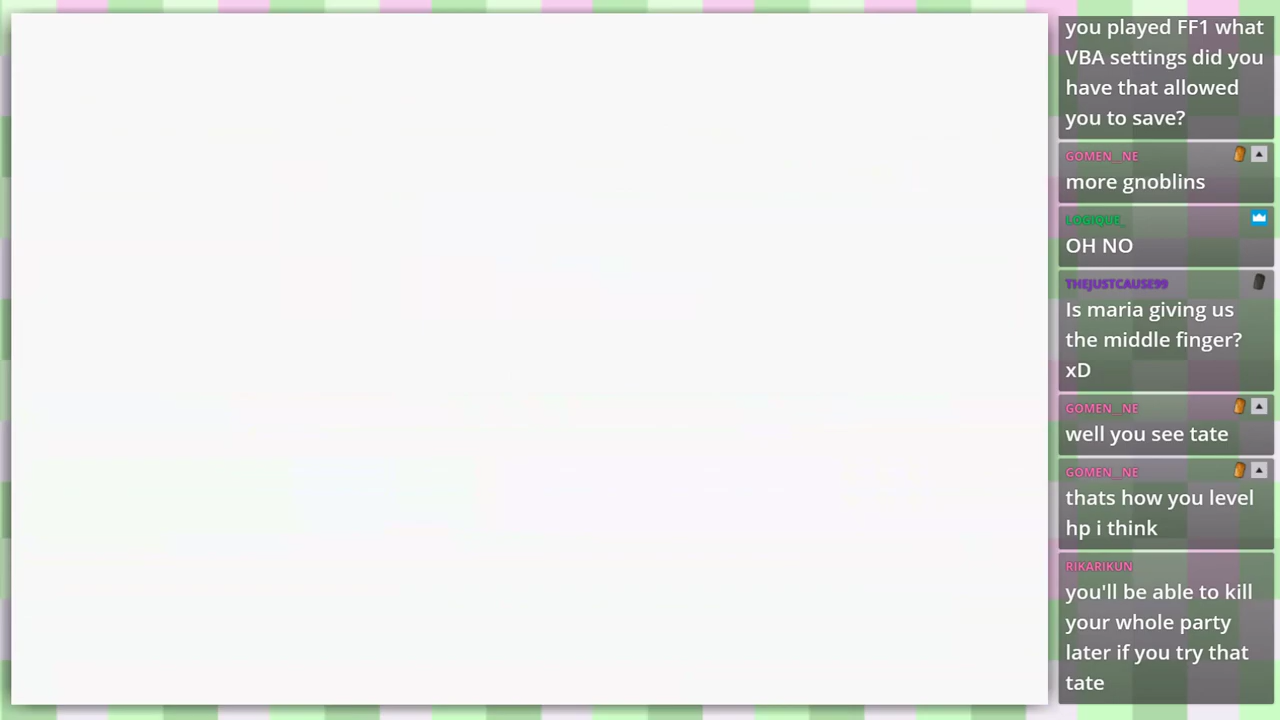 you played FF1 what
VBA settings did you
have that allowed
you to save?
GOMEN__NE
more gnoblins
LOGIQUE_
OH NO
THEJUSTCAUSE99
Is maria giving us
the middle finger?
xD
GOMEN__NE
well you see tate
GOMEN__NE
thats how you level
hp i think
RIKARIKUN
you'll be able to kill
your whole party
later if you try that
tate